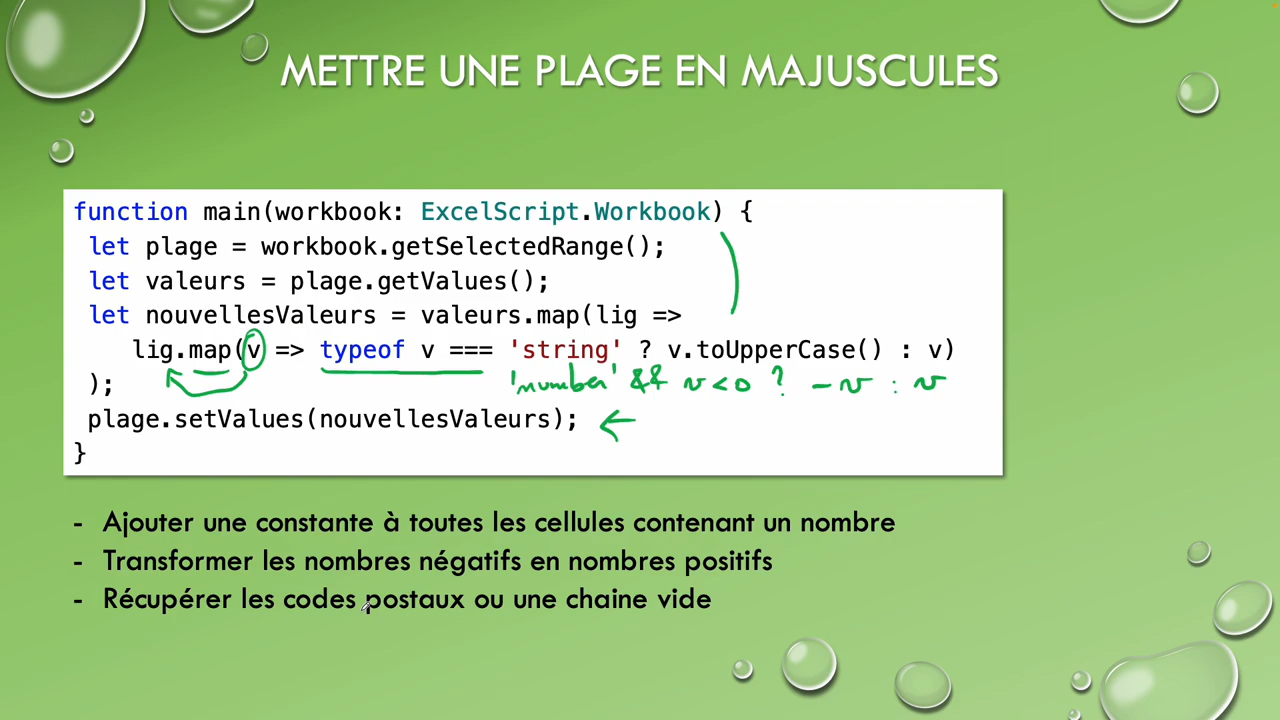 METTRE UNE PLAGE EN MAJUSCULES
function main(workbook: ExcelScript.Workbook) {
let plage = workbook.getSelectedRange();
let valeurs = plage.getValues();
let nouvellesValeurs = valeurs.map(lig =>
lig.map(v => typeof v === 'string' ? v.toUpperCase() : v)
'number' && v < 0 ? - v : v
);
plage.setValues(nouvellesValeurs);
}
- Ajouter une constante à toutes les cellules contenant un nombre
- Transformer les nombres négatifs en nombres positifs
- Récupérer les codes postaux ou une chaine vide